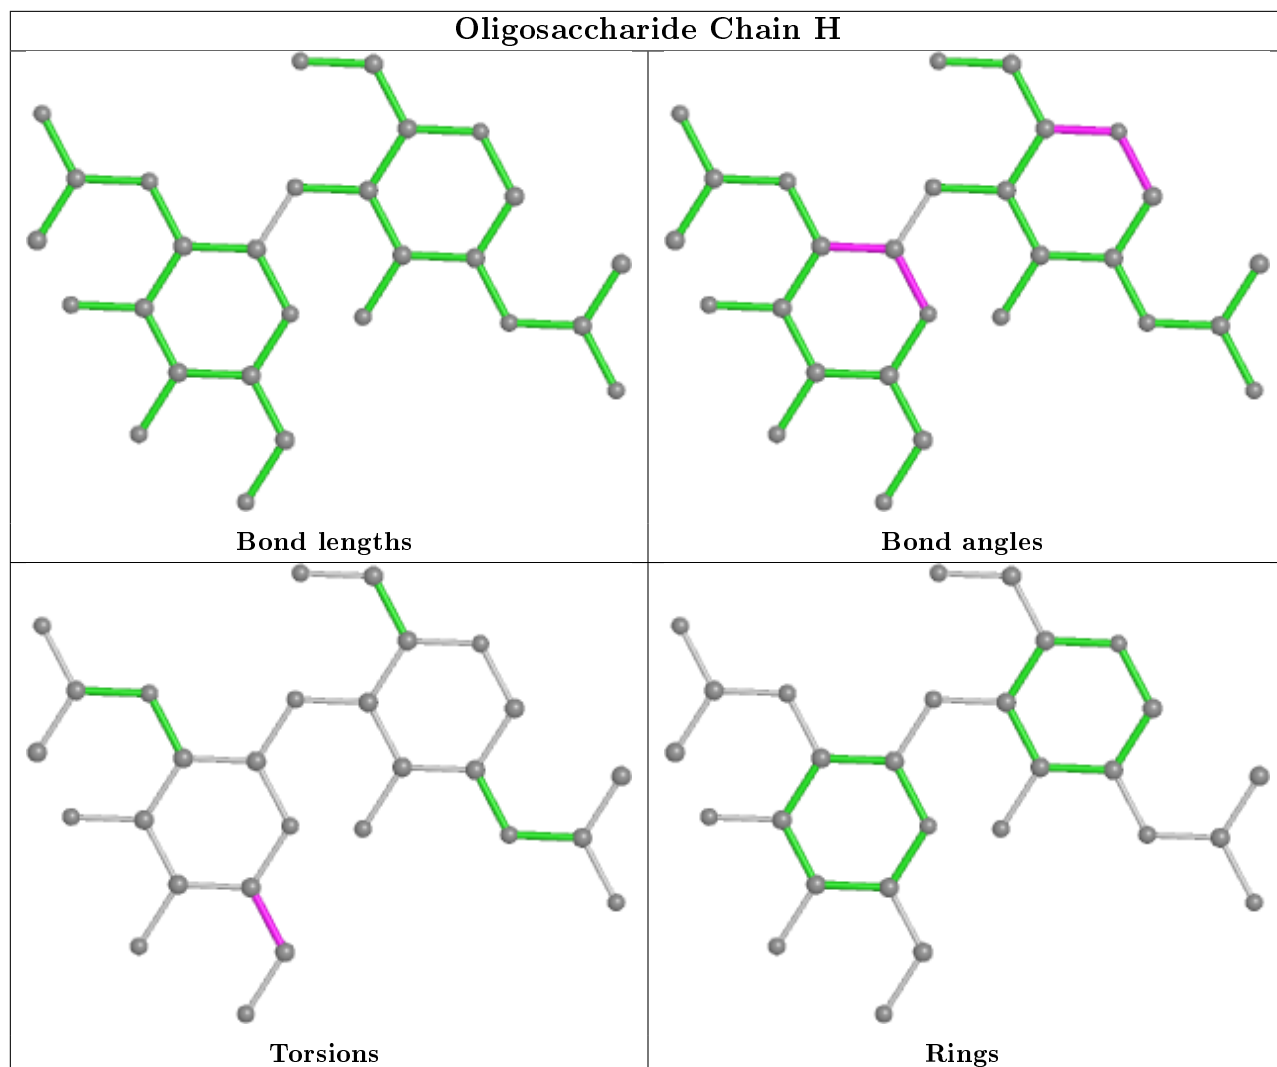 Oligosaccharide Chain H
Bond lengths
Bond angles
Torsions
Rings